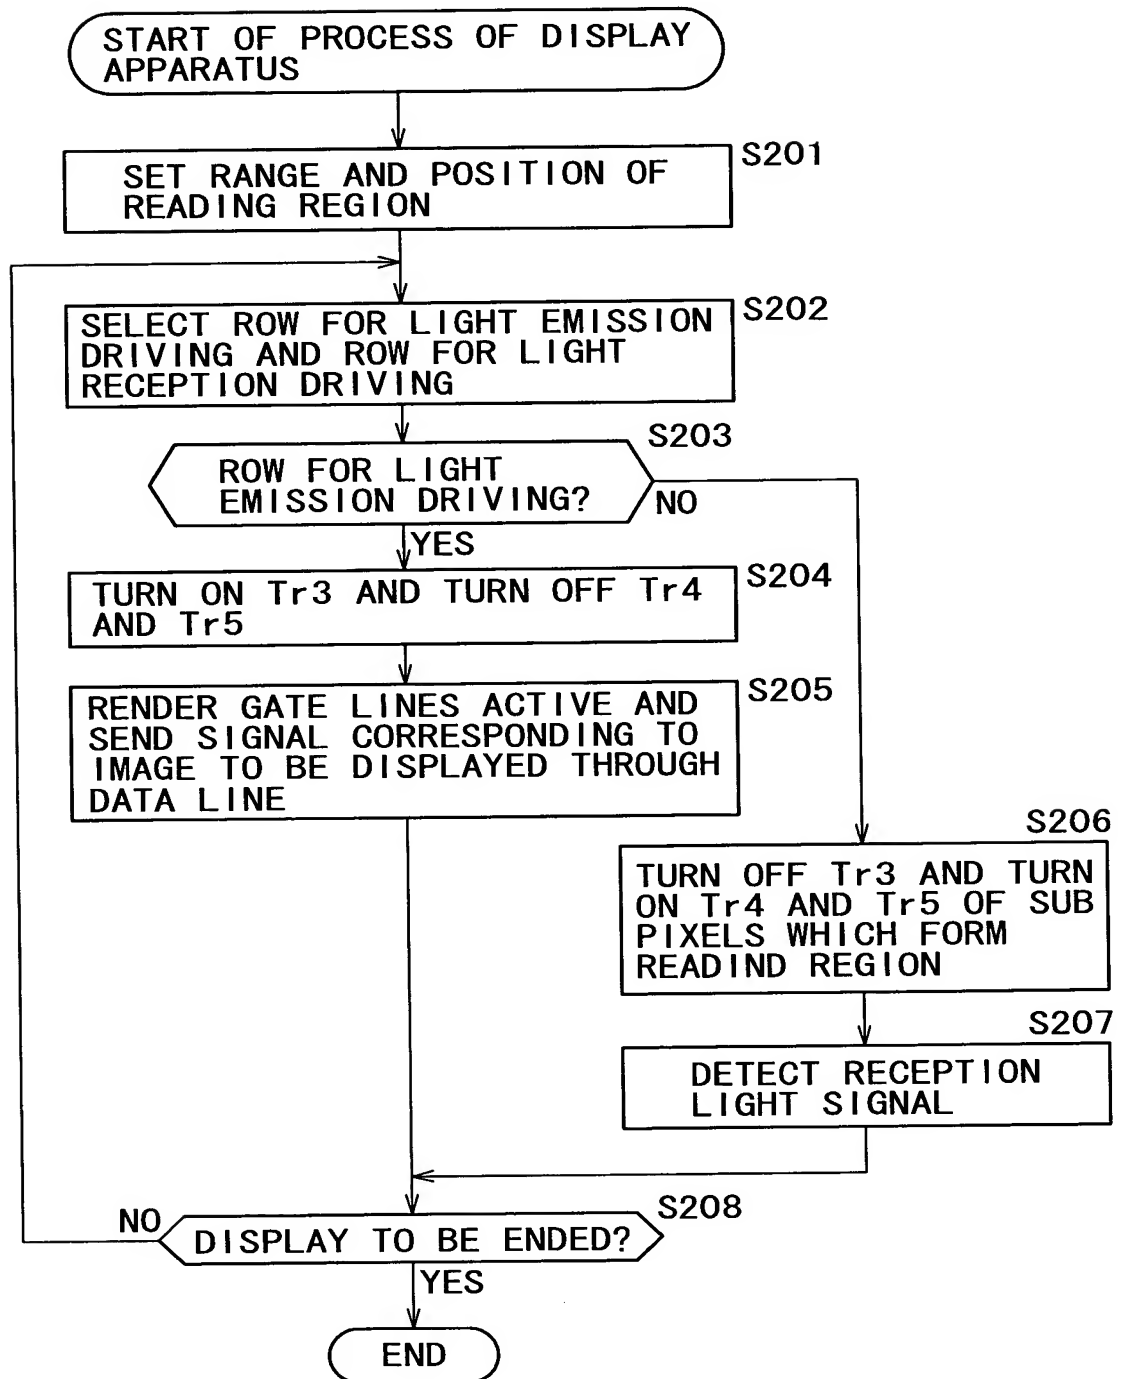 START OF PROCESS OF DISPLAY
APPARATUS
S201
SET RANGE AND POSITION OF
READING REGION
S202
SELECT ROW FOR LIGHT EMISSION
DRIVING AND ROW FOR LIGHT
RECEPTION DRIVING
S203
ROW FOR LIGHT
EMISSION DRIVING?
NO
YES
S204
TURN ON Tr3 AND TURN OFF Tr4
AND Tr5
S205
RENDER GATE LINES ACTIVE AND
SEND SIGNAL CORRESPONDING TO
IMAGE TO BE DISPLAYED THROUGH
DATA LINE
S206
TURN OFF Tr3 AND TURN
ON Tr4 AND Tr5 OF SUB
PIXELS WHICH FORM
READIND REGION
S207
DETECT RECEPTION
LIGHT SIGNAL
S208
NO
DISPLAY TO BE ENDED?
YES
END